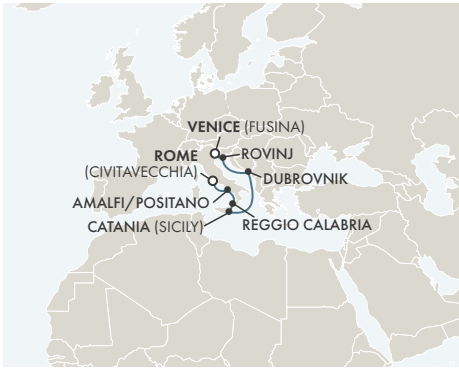 VENICE (FUSINA)
ROVINJ
ROME
(CIVITAVECCHIA)
DUBROVNIK
AMALFI/POSITANO
CATANIA (SICILY)
REGGIO CALABRIA